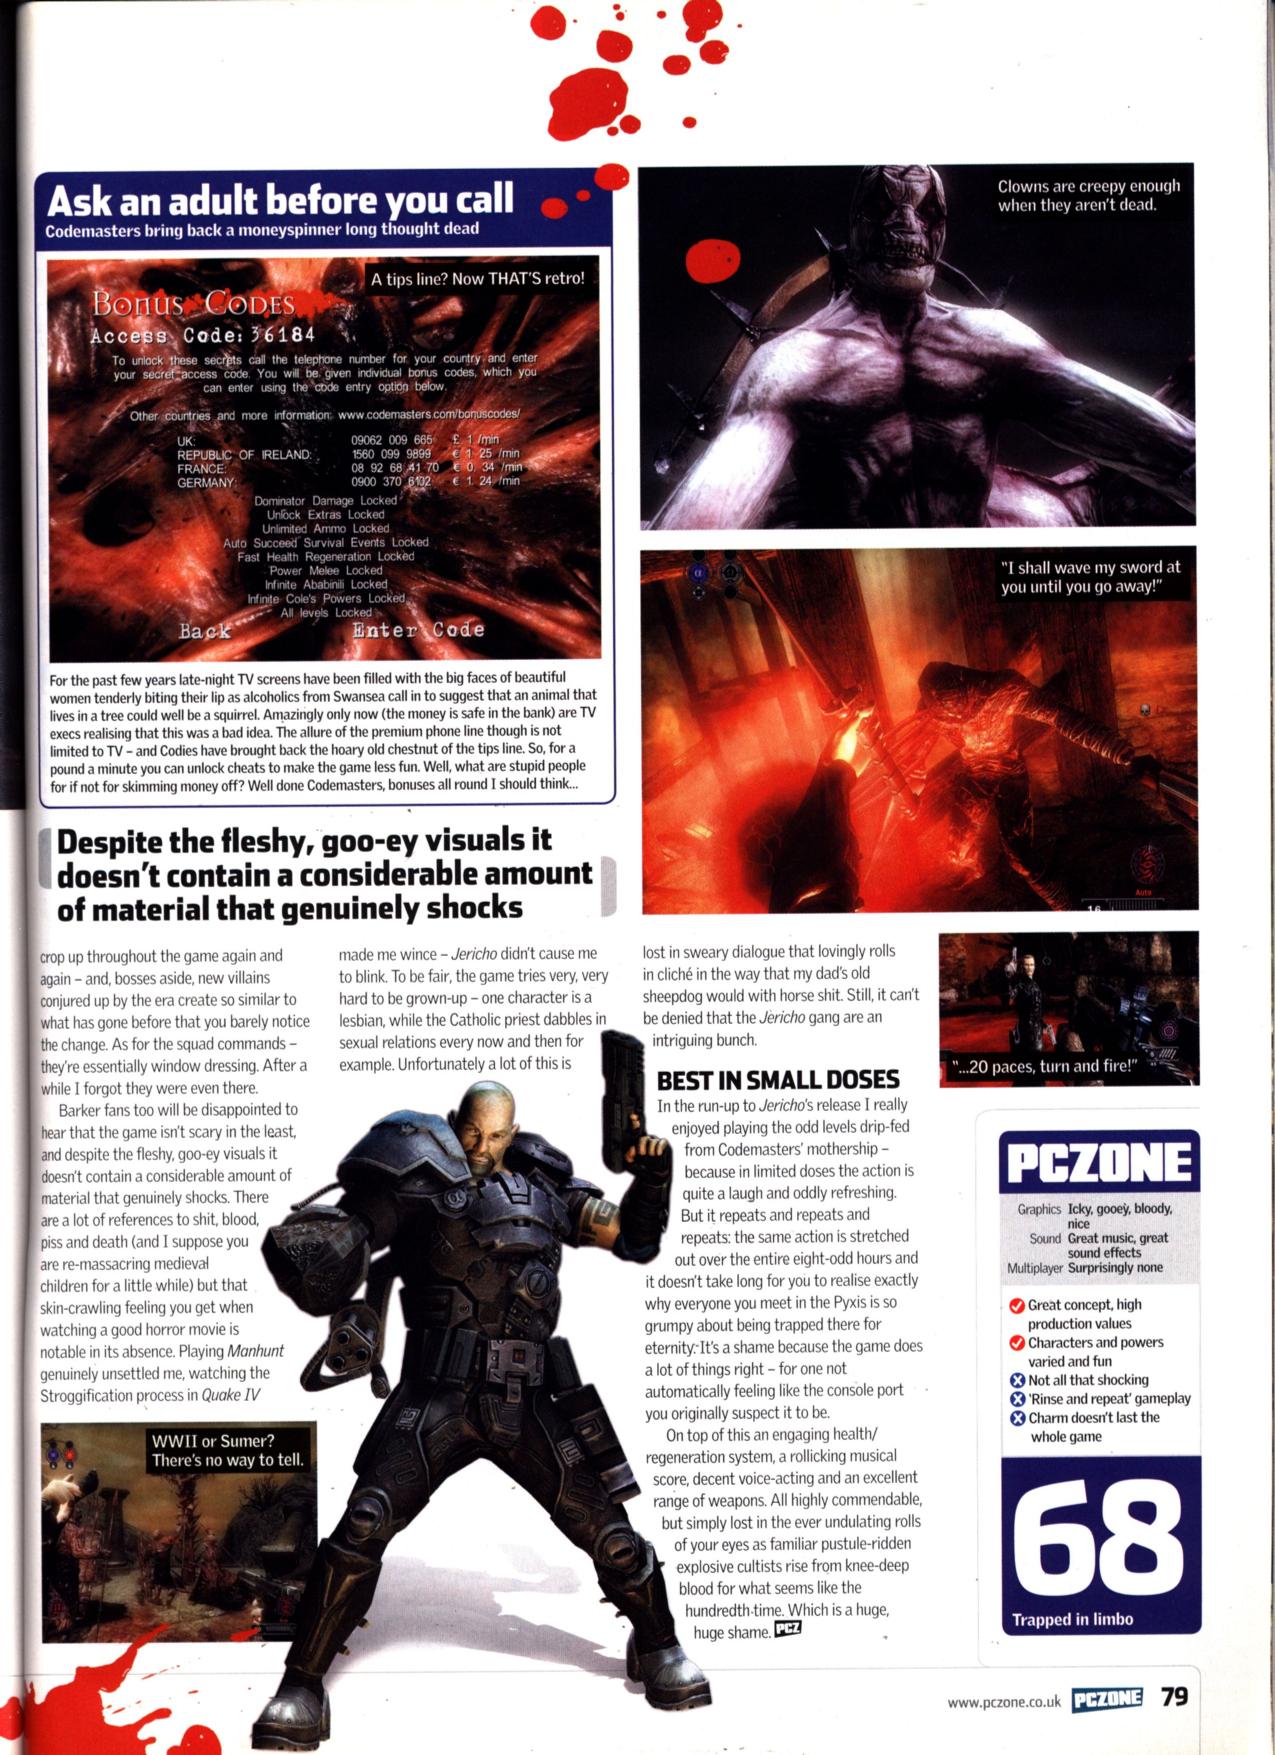 Ask an adult before you call
Codemasters bring back a moneyspinner long thought dead
A tips line? Now THAT'S retro!
BONUS CODES
Access Code: 36184
To unlock these secrets call the telephone number for your country and enter
your secret access code. You will be given individual bonus codes, which you
can enter using the code entry option below.
Other countries and more information: www.codemasters.com/bonuscodes/
UK: 09062 009 665 £ 1 /min
REPUBLIC OF IRELAND: 1560 099 9899 € 1 25 /min
FRANCE: 08 92 68 41 70 € 0. 34 /min
GERMANY: 0900 370 6102 € 1. 24 /min
Dominator Damage Locked
Unlock Extras Locked
Unlimited Ammo Locked
Auto Succeed Survival Events Locked
Fast Health Regeneration Locked
Power Melee Locked
Infinite Ababinili Locked
Infinite Cole's Powers Locked
All levels Locked
Back Enter Code
For the past few years late-night TV screens have been filled with the big faces of beautiful
women tenderly biting their lip as alcoholics from Swansea call in to suggest that an animal that
lives in a tree could well be a squirrel. Amazingly only now (the money is safe in the bank) are TV
execs realising that this was a bad idea. The allure of the premium phone line though is not
limited to TV – and Codies have brought back the hoary old chestnut of the tips line. So, for a
pound a minute you can unlock cheats to make the game less fun. Well, what are stupid people
for if not for skimming money off? Well done Codemasters, bonuses all round I should think...
Clowns are creepy enough
when they aren't dead.
"I shall wave my sword at
you until you go away!"
Auto
16
Despite the fleshy, goo-ey visuals it
doesn't contain a considerable amount
of material that genuinely shocks
crop up throughout the game again and
again – and, bosses aside, new villains
conjured up by the era create so similar to
what has gone before that you barely notice
the change. As for the squad commands –
they're essentially window dressing. After a
while I forgot they were even there.
Barker fans too will be disappointed to
hear that the game isn't scary in the least,
and despite the fleshy, goo-ey visuals it
doesn't contain a considerable amount of
material that genuinely shocks. There
are a lot of references to shit, blood,
piss and death (and I suppose you
are re-massacring medieval
children for a little while) but that
skin-crawling feeling you get when
watching a good horror movie is
notable in its absence. Playing Manhunt
genuinely unsettled me, watching the
Stroggification process in Quake IV
made me wince – Jericho didn't cause me
to blink. To be fair, the game tries very, very
hard to be grown-up – one character is a
lesbian, while the Catholic priest dabbles in
sexual relations every now and then for
example. Unfortunately a lot of this is
lost in sweary dialogue that lovingly rolls
in cliché in the way that my dad's old
sheepdog would with horse shit. Still, it can't
be denied that the Jericho gang are an
intriguing bunch.
BEST IN SMALL DOSES
In the run-up to Jericho's release I really
enjoyed playing the odd levels drip-fed
from Codemasters' mothership –
because in limited doses the action is
quite a laugh and oddly refreshing.
But it repeats and repeats and
repeats: the same action is stretched
out over the entire eight-odd hours and
it doesn't take long for you to realise exactly
why everyone you meet in the Pyxis is so
grumpy about being trapped there for
eternity. It's a shame because the game does
a lot of things right – for one not
automatically feeling like the console port
you originally suspect it to be.
On top of this an engaging health/
regeneration system, a rollicking musical
score, decent voice-acting and an excellent
range of weapons. All highly commendable,
but simply lost in the ever undulating rolls
of your eyes as familiar pustule-ridden
explosive cultists rise from knee-deep
blood for what seems like the
hundredth time. Which is a huge,
huge shame. PCZ
WWII or Sumer?
There's no way to tell.
"...20 paces, turn and fire!"
PCZONE
Graphics Icky, gooey, bloody,
nice
Sound Great music, great
sound effects
Multiplayer Surprisingly none
Great concept, high
production values
Characters and powers
varied and fun
Not all that shocking
'Rinse and repeat' gameplay
Charm doesn't last the
whole game
68
Trapped in limbo
www.pczone.co.uk PCZONE 79